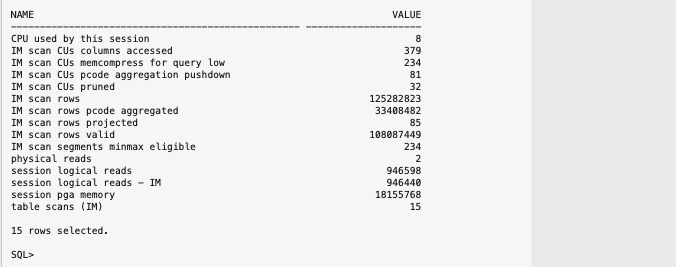 NAME                                                  VALUE
------------------------------------------------ --------------------
CPU used by this session                                  8
IM scan CUs columns accessed                            379
IM scan CUs memcompress for query low                   234
IM scan CUs pcode aggregation pushdown                   81
IM scan CUs pruned                                       32
IM scan rows                                      125282823
IM scan rows pcode aggregated                      33408482
IM scan rows projected                                   85
IM scan rows valid                                108087449
IM scan segments minmax eligible                        234
physical reads                                            2
session logical reads                                946598
session logical reads - IM                           946440
session pga memory                                 18155768
table scans (IM)                                         15
15 rows selected.
SQL>